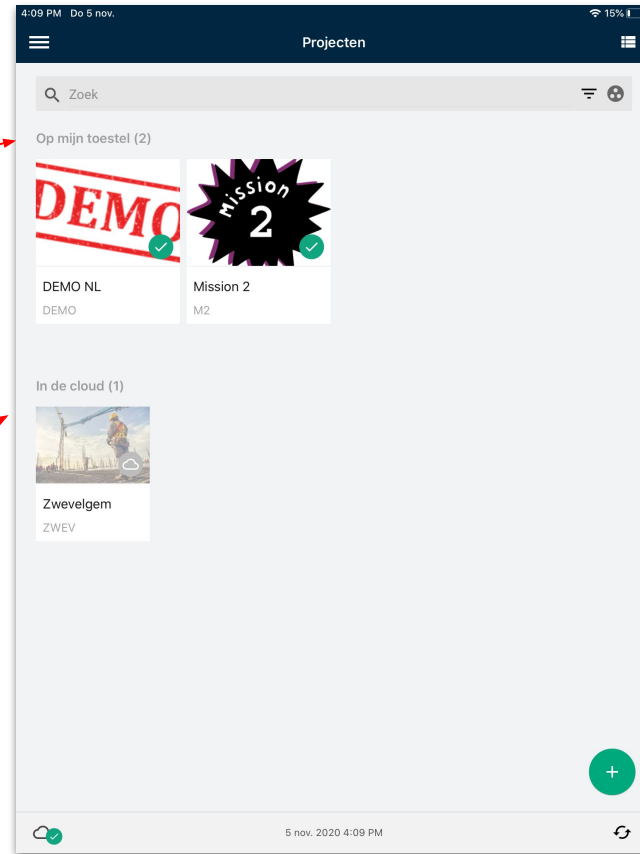 4:09 PM Do 5 nov. 15%
Projecten
Zoek
Op mijn toestel (2)
DEMO
Mission
2
DEMO NL
DEMO
Mission 2
M2
In de cloud (1)
Zwevelgem
ZWEV
5 nov. 2020 4:09 PM